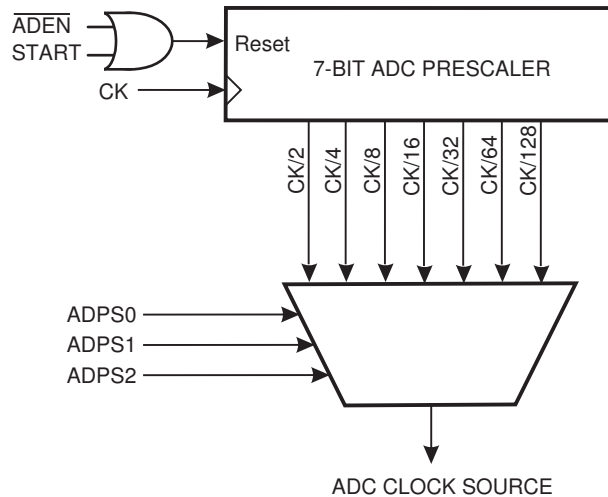 ADEN
START
Reset
7-BIT ADC PRESCALER
CK
CK/2
CK/4
CK/8
CK/16
CK/32
CK/64
CK/128
ADPS0
ADPS1
ADPS2
ADC CLOCK SOURCE